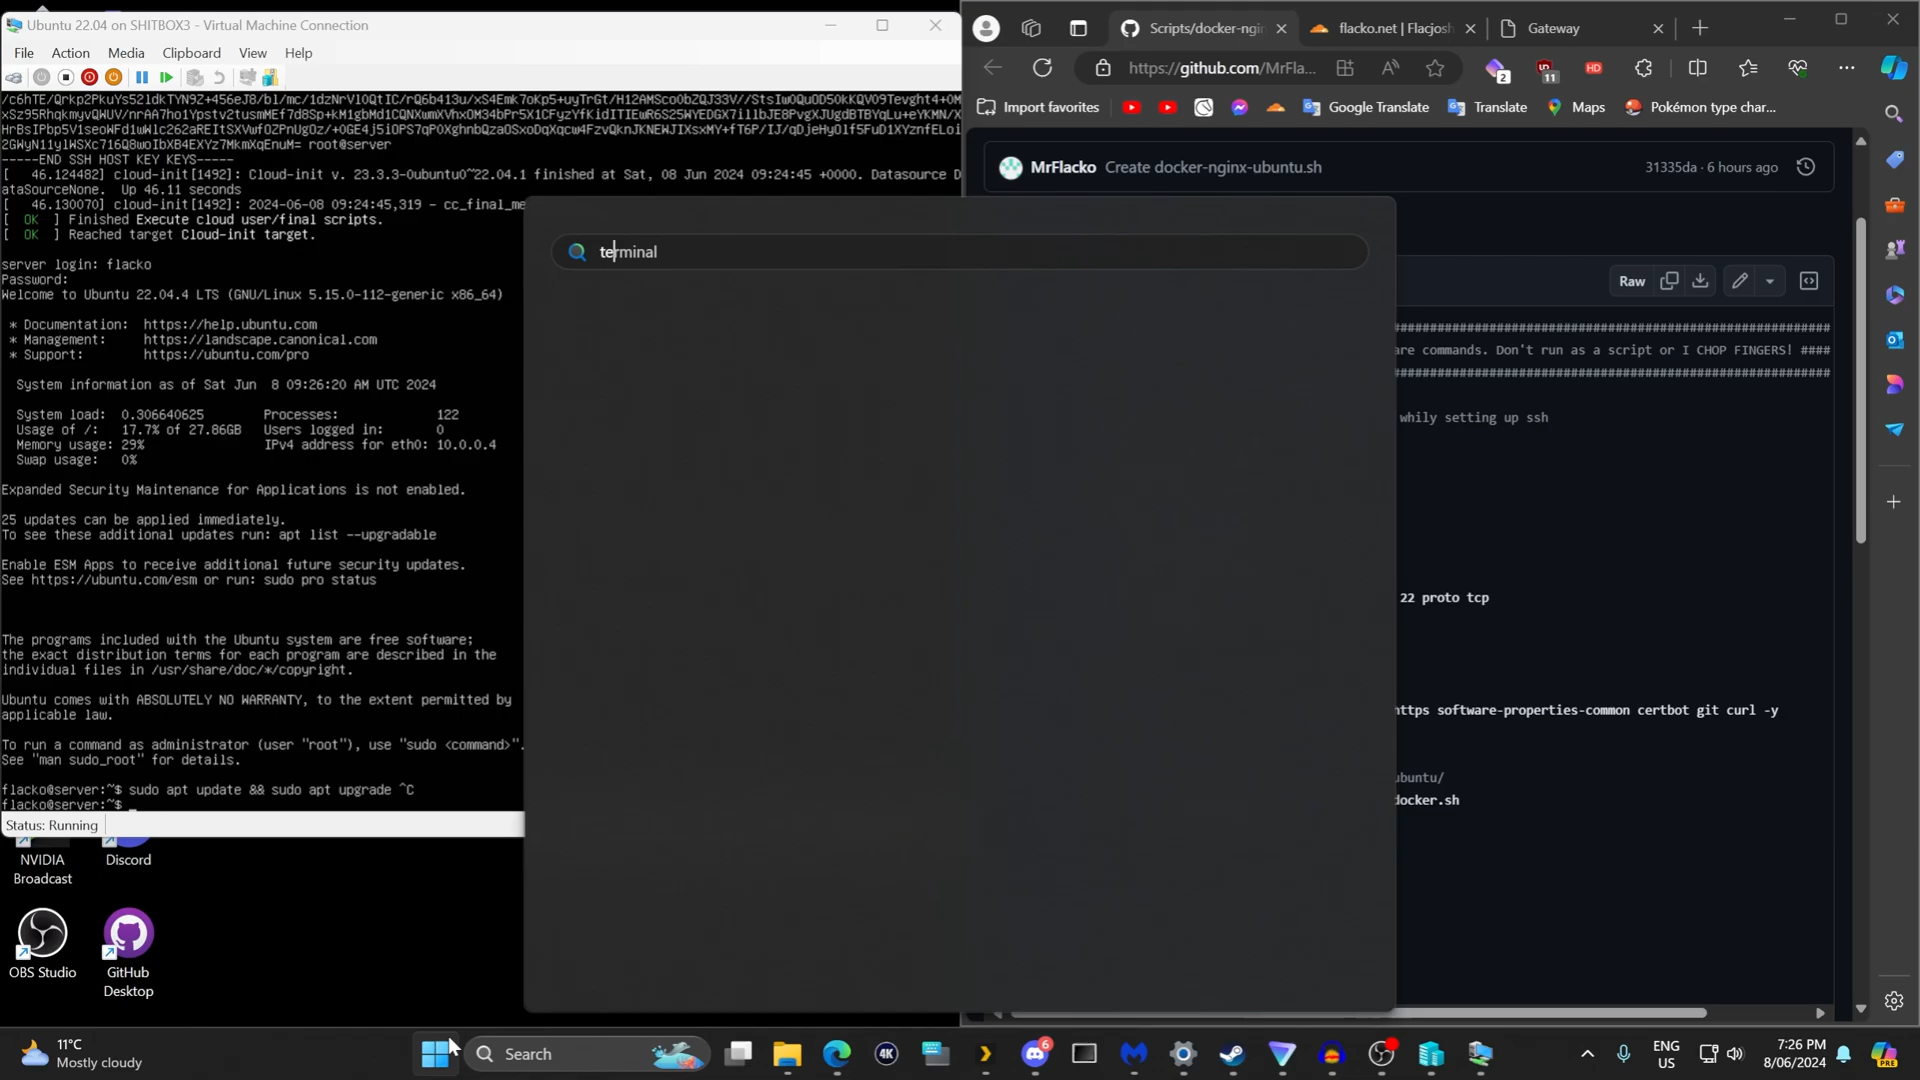 Ubuntu 22.04 on SHITBOX3 - Virtual Machine Connection
File Action Media Clipboard View Help
-----END SSH HOST KEY KEYS-----
[ 46.124482] cloud-init[1492]: Cloud-init v. 23.3.3-0ubuntu0~22.04.1 finished at Sat, 08 Jun 2024 09:24:45 +0000. Datasource D
ataSourceNone. Up 46.11 seconds
[ 46.130070] cloud-init[1492]: 2024-06-08 09:24:45,319 - cc_final_me
[ OK ] Finished Execute cloud user/final scripts.
[ OK ] Reached target Cloud-init target.
server login: flacko
Password:
Welcome to Ubuntu 22.04.4 LTS (GNU/Linux 5.15.0-112-generic x86_64)
* Documentation: https://help.ubuntu.com
* Management: https://landscape.canonical.com
* Support: https://ubuntu.com/pro
System information as of Sat Jun 8 09:26:20 AM UTC 2024
System load: 0.306640625 Processes: 122
Usage of /: 17.7% of 27.86GB Users logged in: 0
Memory usage: 29% IPv4 address for eth0: 10.0.0.4
Swap usage: 0%
Expanded Security Maintenance for Applications is not enabled.
25 updates can be applied immediately.
To see these additional updates run: apt list --upgradable
Enable ESM Apps to receive additional future security updates.
See https://ubuntu.com/esm or run: sudo pro status
The programs included with the Ubuntu system are free software;
the exact distribution terms for each program are described in the
individual files in /usr/share/doc/*/copyright.
Ubuntu comes with ABSOLUTELY NO WARRANTY, to the extent permitted by
applicable law.
To run a command as administrator (user "root"), use "sudo <command>".
See "man sudo_root" for details.
flacko@server:~$ sudo apt update && sudo apt upgrade ^C
flacko@server:~$ _
Status: Running
NVIDIA
Broadcast
Discord
OBS Studio
GitHub
Desktop
terminal
Scripts/docker-ngi
flacko.net | Flacjosh
Gateway
https://github.com/MrFla...
2
11
HD
Import favorites
Google Translate
Translate
Maps
Pokémon type char...
MrFlacko Create docker-nginx-ubuntu.sh
31335da · 6 hours ago
Raw
are commands. Don't run as a script or I CHOP FINGERS! ####
whily setting up ssh
22 proto tcp
https software-properties-common certbot git curl -y
ubuntu/
docker.sh
11°C
Mostly cloudy
Search
4K
6
ENG
US
7:26 PM
8/06/2024
PRE